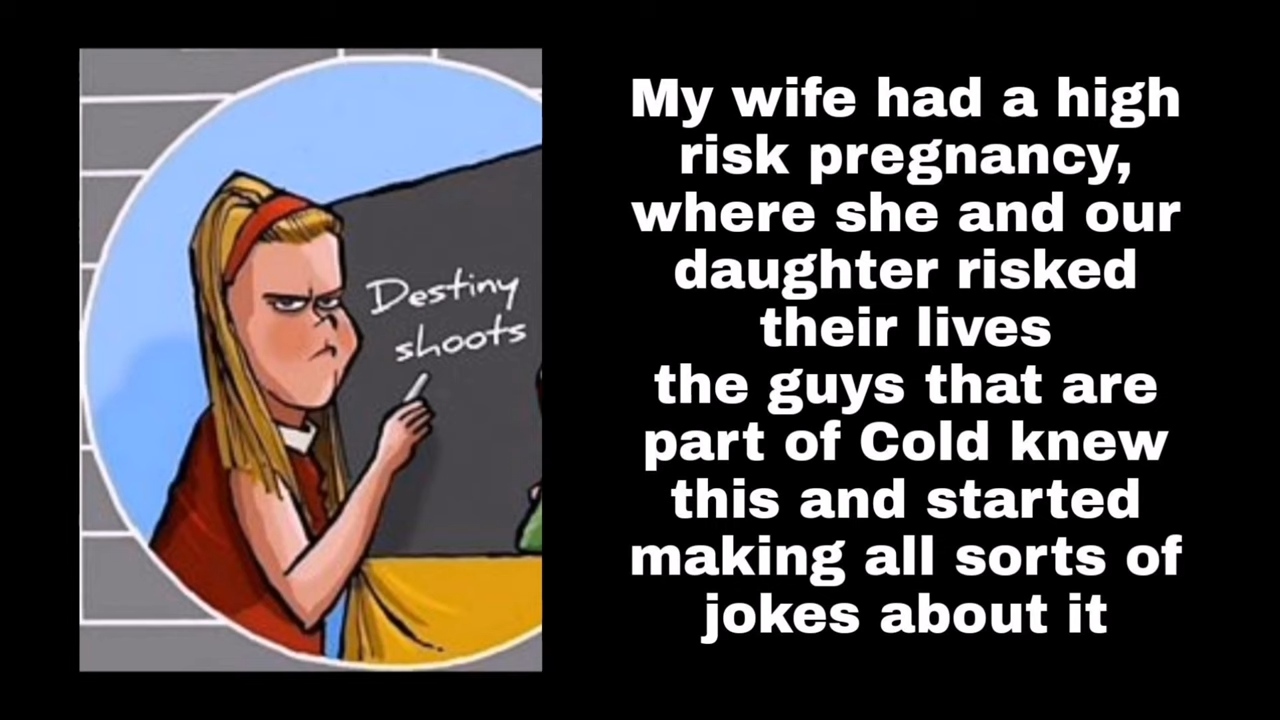 Destiny
shoots
My wife had a high
risk pregnancy,
where she and our
daughter risked
their lives
the guys that are
part of Cold knew
this and started
making all sorts of
jokes about it